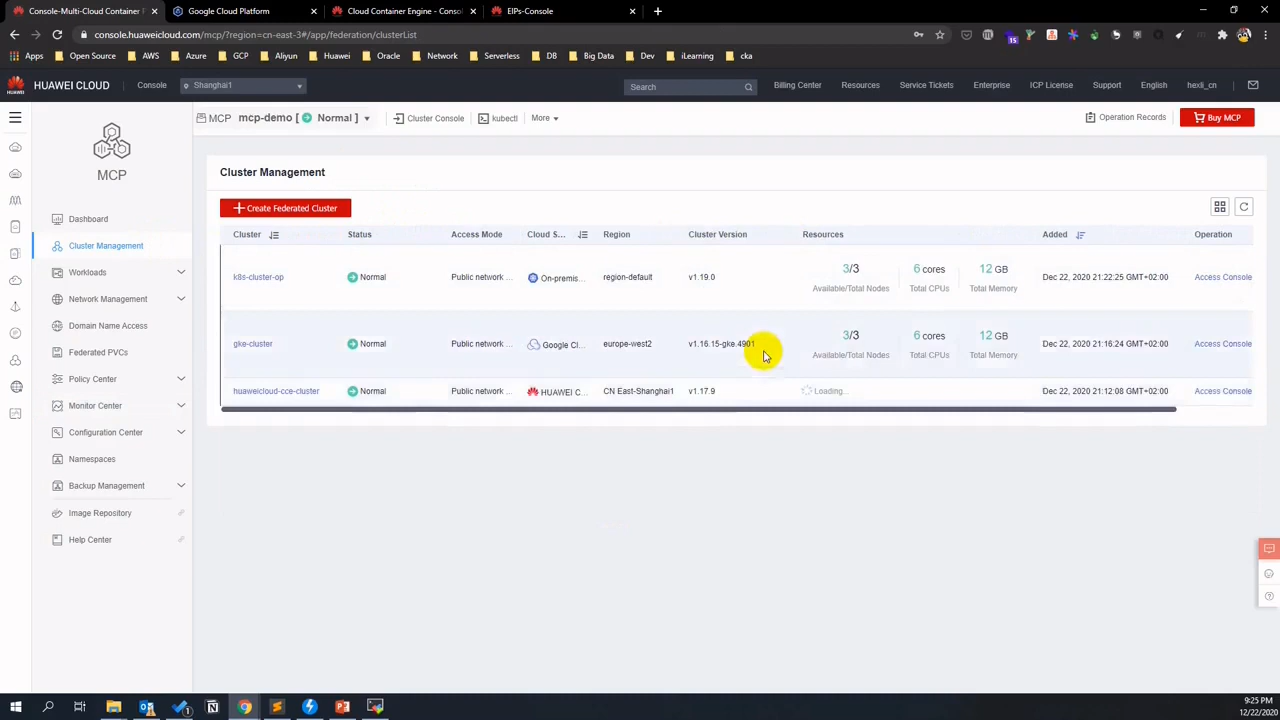 Console-Multi-Cloud Container F
Google Cloud Platform
Cloud Container Engine - Consol
EIPs-Console
console.huaweicloud.com/mcp/?region=cn-east-3#/app/federation/clusterList
15
Apps
Open Source
AWS
Azure
GCP
Aliyun
Huawei
Oracle
Network
Serverless
DB
Big Data
Dev
iLearning
cka
HUAWEI CLOUD
Console
Shanghai1
Search
Billing Center
Resources
Service Tickets
Enterprise
ICP License
Support
English
hexli_cn
MCP
mcp-demo [ Normal ]
Cluster Console
kubectl
More
Operation Records
Buy MCP
MCP
Dashboard
Cluster Management
Workloads
Network Management
Domain Name Access
Federated PVCs
Policy Center
Monitor Center
Configuration Center
Namespaces
Backup Management
Image Repository
Help Center
Cluster Management
Create Federated Cluster
Cluster Status Access Mode Cloud S... Region Cluster Version Resources Added Operation
k8s-cluster-op Normal Public network ... On-premis... region-default v1.19.0 3/3 Available/Total Nodes 6 cores Total CPUs 12 GB Total Memory Dec 22, 2020 21:22:25 GMT+02:00 Access Console
gke-cluster Normal Public network ... Google Cl... europe-west2 v1.16.15-gke.4901 3/3 Available/Total Nodes 6 cores Total CPUs 12 GB Total Memory Dec 22, 2020 21:16:24 GMT+02:00 Access Console
huaweicloud-cce-cluster Normal Public network ... HUAWEI C... CN East-Shanghai1 v1.17.9 Loading... Dec 22, 2020 21:12:08 GMT+02:00 Access Console
9:25 PM
12/22/2020